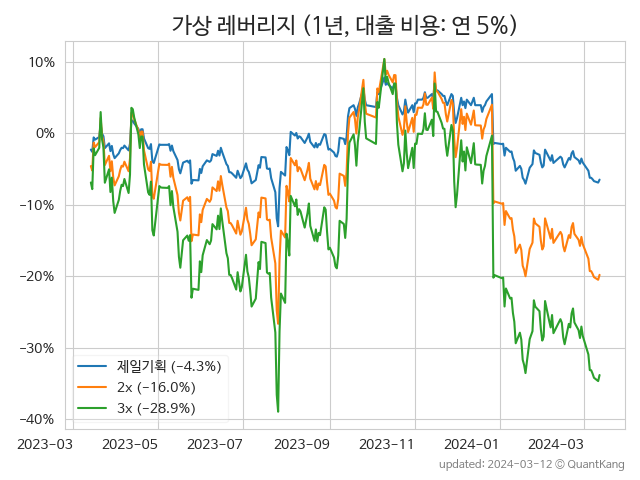 가상 레버리지 (1년, 대출 비용: 연 5%)
10%
0%
−10%
−20%
−30%
−40%
제일기획 (−4.3%)
2x (−16.0%)
3x (−28.9%)
2023-03 2023-05 2023-07 2023-09 2023-11 2024-01 2024-03
updated: 2024-03-12 © QuantKang